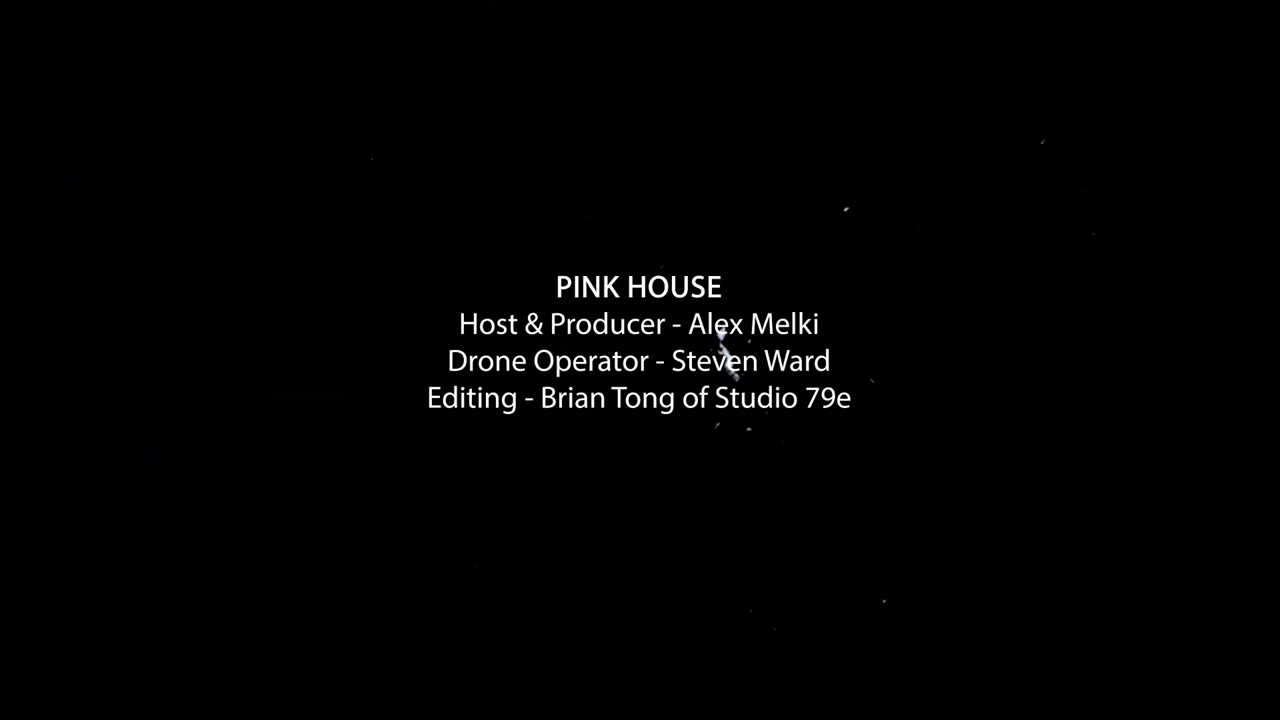 PINK HOUSE
Host & Producer - Alex Melki
Drone Operator - Steven Ward
Editing - Brian Tong of Studio 79e